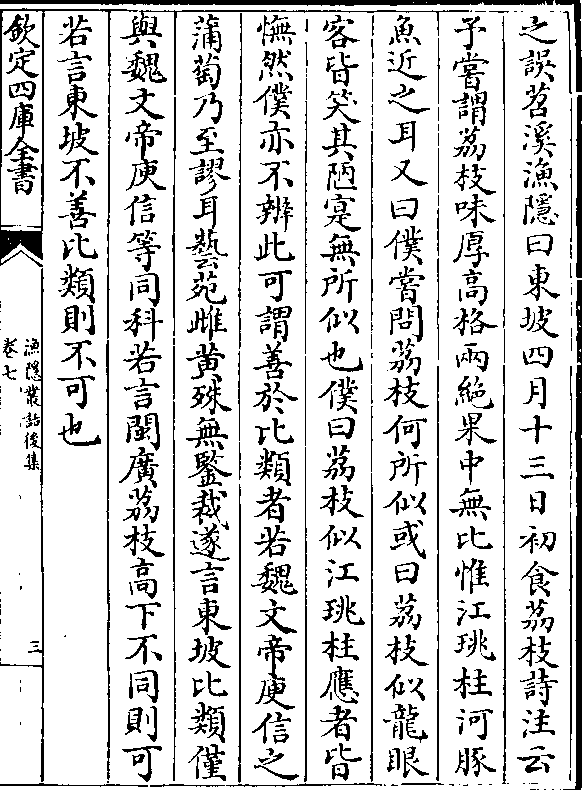 之誤苕溪漁隱曰東坡四月十三日初食荔枝詩注云
予嘗謂荔枝味厚高格兩絶果中無比惟江珧柱河豚
魚近之耳又曰僕嘗問荔枝何所似或曰荔枝似龍眼
客皆笑其陋寔無所似也僕曰荔枝似江珧柱應者皆
憮然僕亦不辨此可謂善於比類者若魏文帝庾信之
蒲萄乃至謬耳藝苑雌黄殊無鑒裁遂言東坡比類僅
與魏文帝庾信等同科若言閩廣荔枝高下不同則可
若言東坡不善比類則不可也
欽定四庫全書
漁隱叢話後集
卷七
三